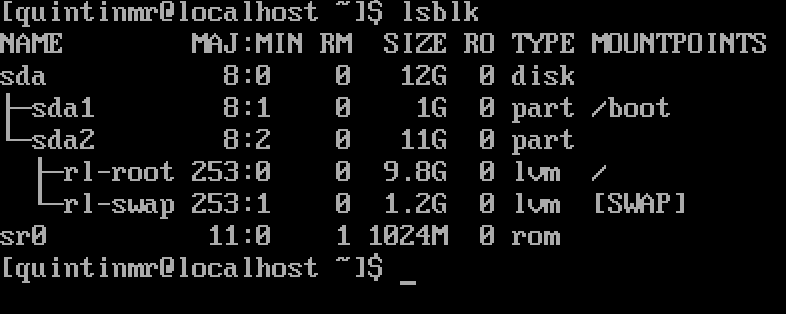 [quintinmr@localhost ~]$ lsblk
NAME        MAJ:MIN RM  SIZE RO TYPE MOUNTPOINTS
sda           8:0    0   12G  0 disk
├─sda1        8:1    0    1G  0 part /boot
└─sda2        8:2    0   11G  0 part
  ├─rl-root 253:0    0  9.8G  0 lvm  /
  └─rl-swap 253:1    0  1.2G  0 lvm  [SWAP]
sr0          11:0    1 1024M  0 rom
[quintinmr@localhost ~]$ _